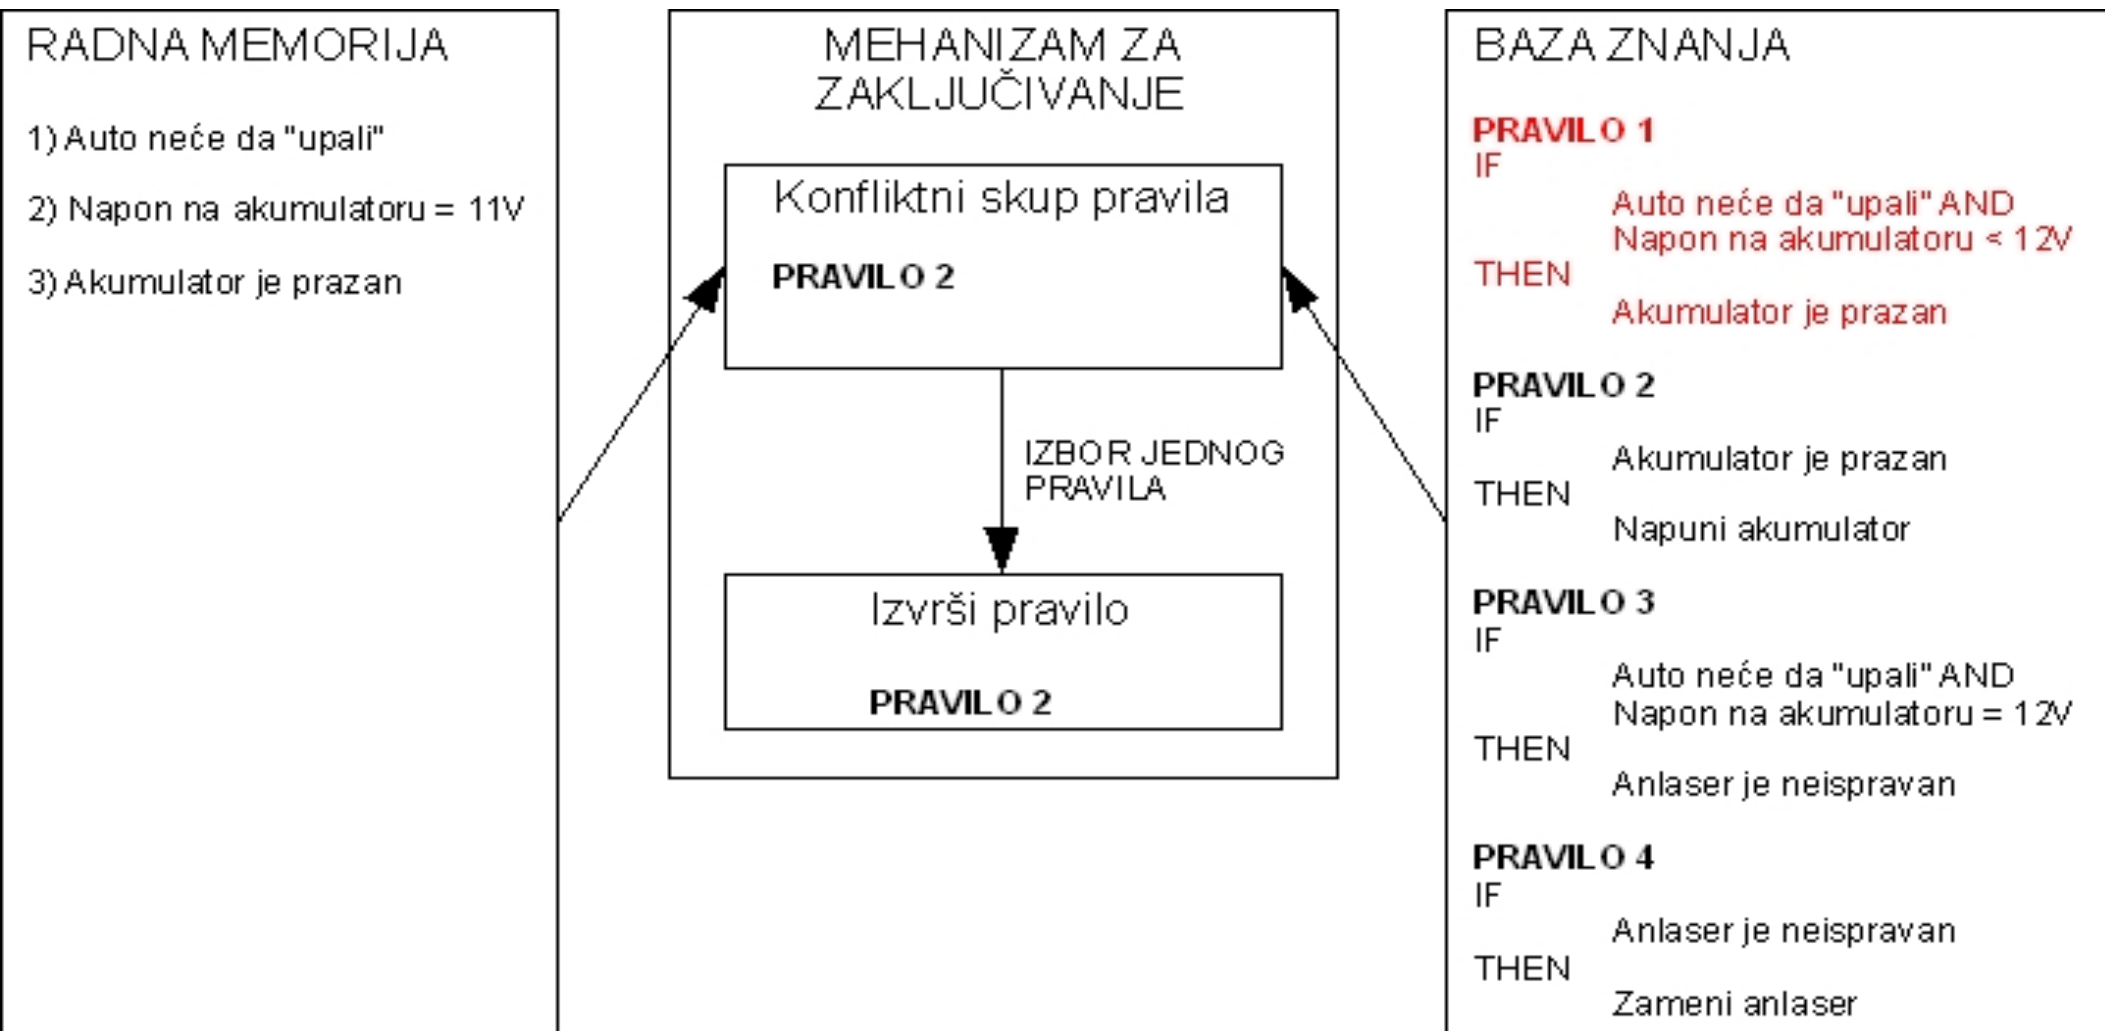 RADNA MEMORIJA
1) Auto neće da "upali"
2) Napon na akumulatoru = 11V
3) Akumulator je prazan
MEHANIZAM ZA
ZAKLJUČIVANJE
Konfliktni skup pravila
PRAVILO 2
IZBOR JEDNOG
PRAVILA
Izvrši pravilo
PRAVILO 2
BAZA ZNANJA
PRAVILO 1
IF
Auto neće da "upali" AND
Napon na akumulatoru < 12V
THEN
Akumulator je prazan
PRAVILO 2
IF
Akumulator je prazan
THEN
Napuni akumulator
PRAVILO 3
IF
Auto neće da "upali" AND
Napon na akumulatoru = 12V
THEN
Anlaser je neispravan
PRAVILO 4
IF
Anlaser je neispravan
THEN
Zameni anlaser